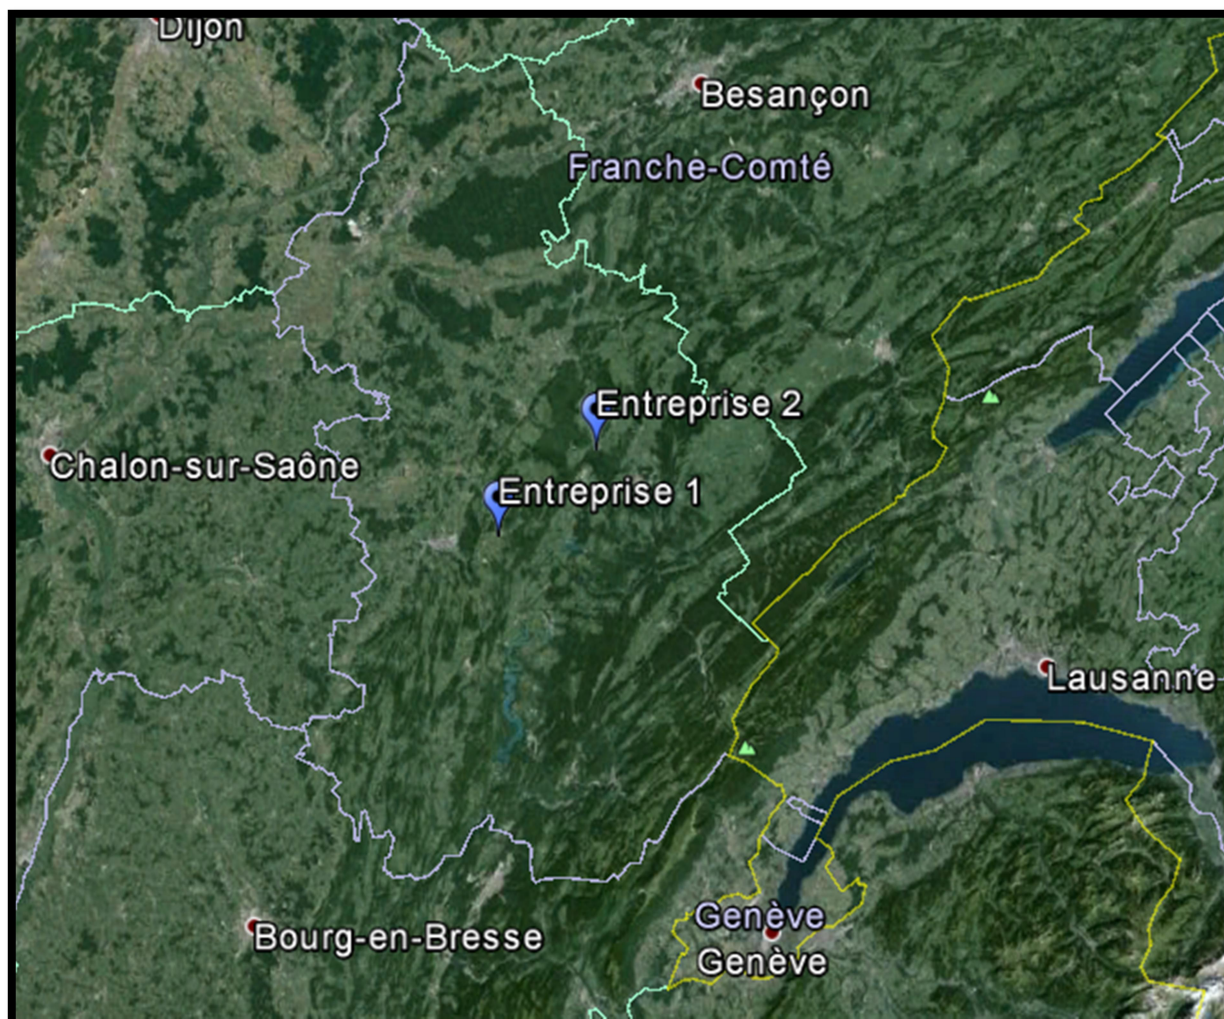 Dijon
Besançon
Franche-Comté
Entreprise 2
Chalon-sur-Saône
Entreprise 1
Lausanne
Genève
Bourg-en-Bresse
Genève